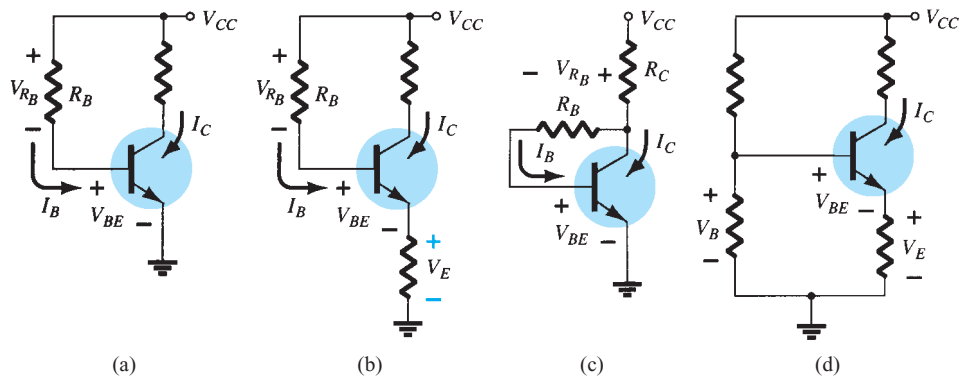 V_CC
+
V_RB R_B
−
I_C
I_B
+
V_BE
−
(a)
V_CC
+
V_RB R_B
−
I_C
I_B
+
V_BE
−
+
V_E
−
(b)
V_CC
− V_RB + R_C
R_B
I_C
I_B
+
V_BE
−
(c)
V_CC
I_C
+
V_BE
−
+
V_B
−
+
V_E
−
(d)